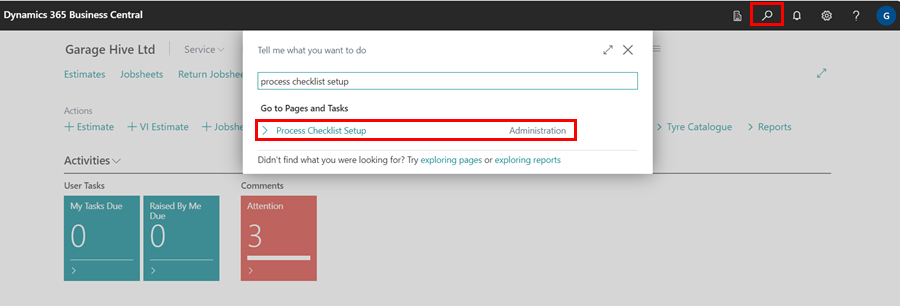 Dynamics 365 Business Central
G
Garage Hive Ltd
Service
Tell me what you want to do
Estimates
Jobsheets
Return Jobshe
process checklist setup
Go to Pages and Tasks
Process Checklist Setup
Administration
Didn't find what you were looking for? Try exploring pages or exploring reports
Actions
+ Estimate
+ VI Estimate
+ Jobsh
> Tyre Catalogue
> Reports
Activities
User Tasks
Comments
My Tasks Due
0
Raised By Me Due
0
Attention
3